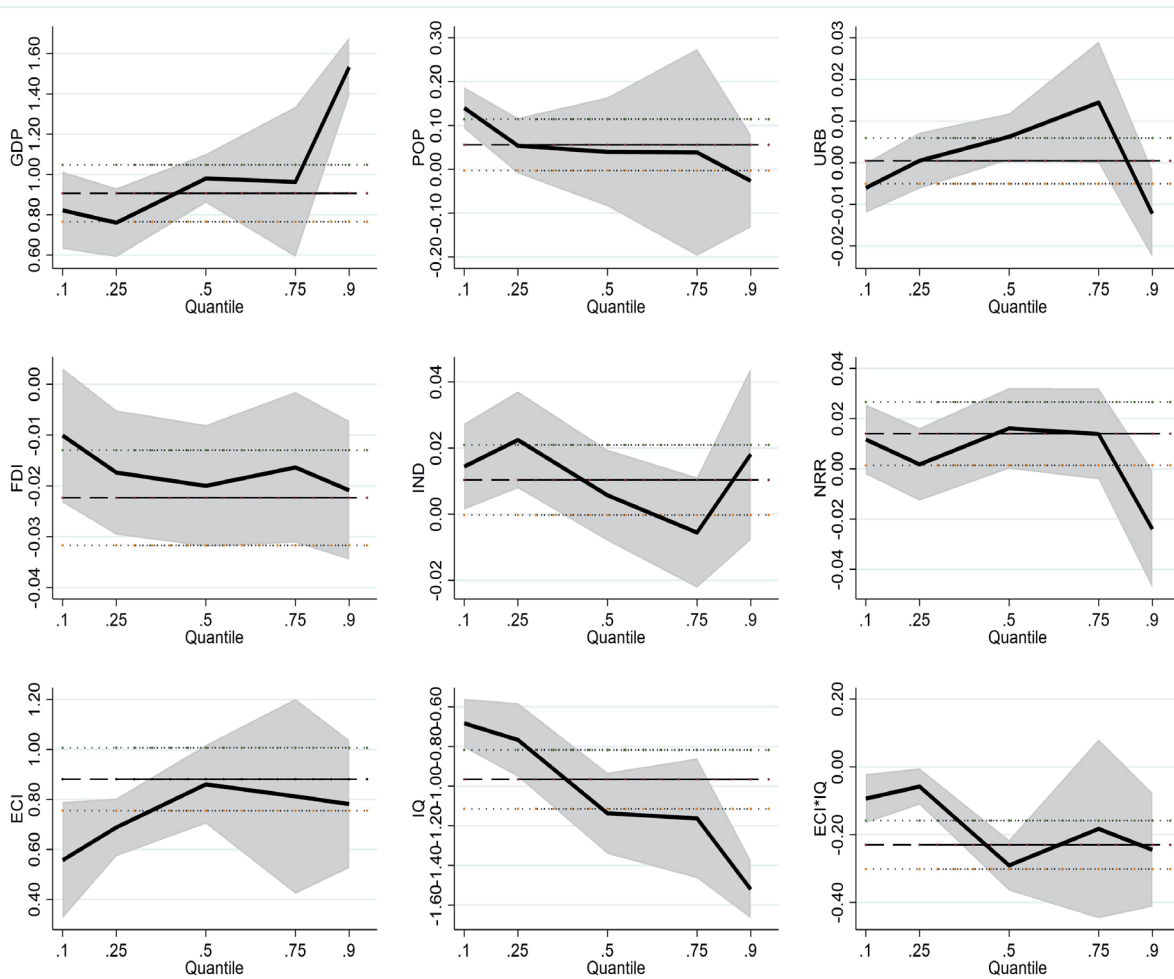 GDP
1.60
1.40
1.20
1.00
0.80
0.60
.1 .25 .5 .75 .9
Quantile
POP
0.30
0.20
0.10
0.00
-0.10
-0.20
.1 .25 .5 .75 .9
Quantile
URB
0.03
0.02
0.01
0.00
-0.01
-0.02
.1 .25 .5 .75 .9
Quantile
FDI
0.00
-0.01
-0.02
-0.03
-0.04
.1 .25 .5 .75 .9
Quantile
IND
0.04
0.02
0.00
-0.02
.1 .25 .5 .75 .9
Quantile
NRR
0.04
0.02
0.00
-0.02
-0.04
.1 .25 .5 .75 .9
Quantile
ECI
1.20
1.00
0.80
0.60
0.40
.1 .25 .5 .75 .9
Quantile
IQ
-0.60
-0.80
-1.00
-1.20
-1.40
-1.60
.1 .25 .5 .75 .9
Quantile
ECI*IQ
0.20
0.00
-0.20
-0.40
.1 .25 .5 .75 .9
Quantile